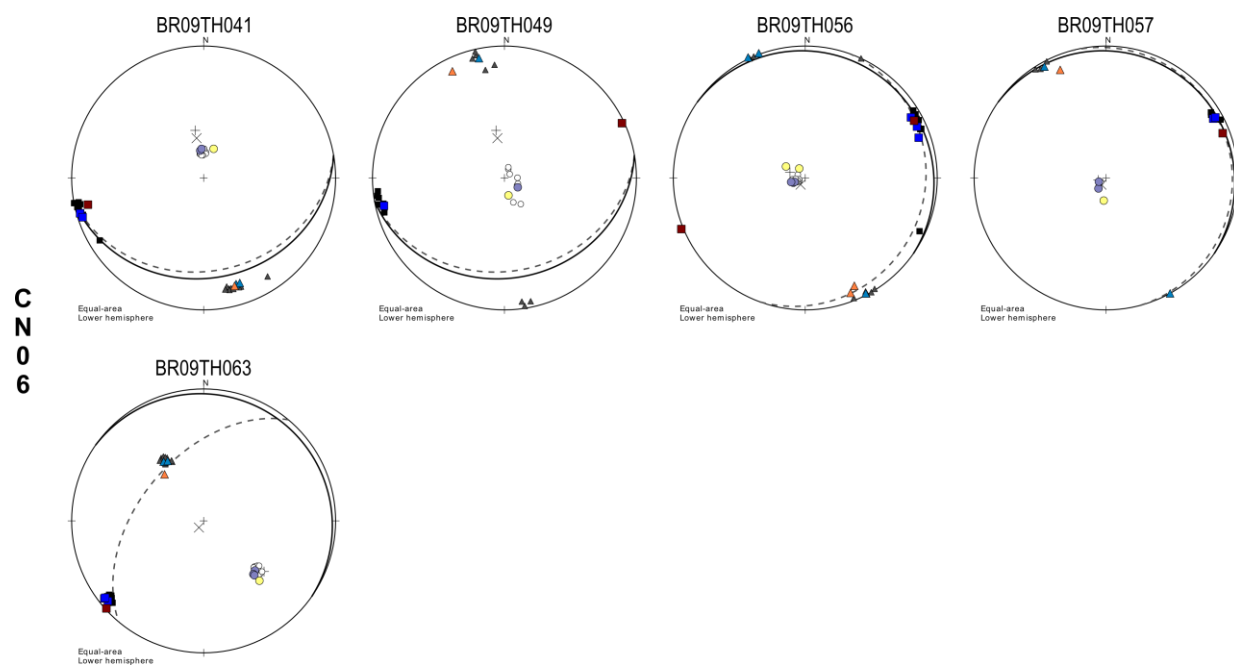 BR09TH041 BR09TH049 BR09TH056 BR09TH057
N N N N
Equal-area Equal-area Equal-area Equal-area
Lower hemisphere Lower hemisphere Lower hemisphere Lower hemisphere
C
N
0
6
BR09TH063
N
Equal-area
Lower hemisphere